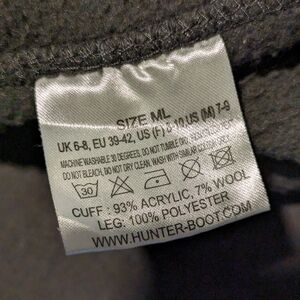 SIZE ML
UK 6-8, EU 39-42, US (F) 8-10 US (M) 7-9
MACHINE WASHABLE 30 DEGREES, DO NOT TUMBLE DRY
DO NOT BLEACH, DO NOT DRY CLEAN. WASH WITH SIMILAR COTTON
30
CUFF : 93% ACRYLIC, 7% WOOL
LEG: 100% POLYESTER
WWW.HUNTER-BOOT.COM